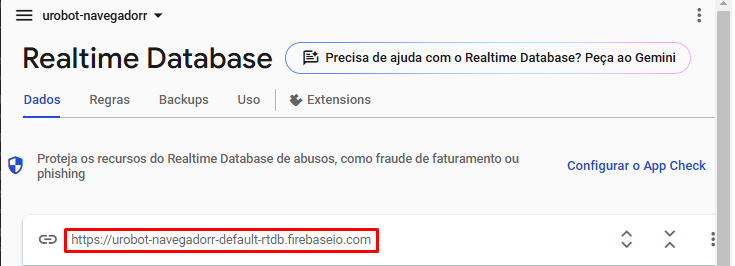 urobot-navegadorr
Realtime Database
Precisa de ajuda com o Realtime Database? Peça ao Gemini
Dados Regras Backups Uso Extensions
Proteja os recursos do Realtime Database de abusos, como fraude de faturamento ou
phishing
Configurar o App Check
https://urobot-navegadorr-default-rtdb.firebaseio.com